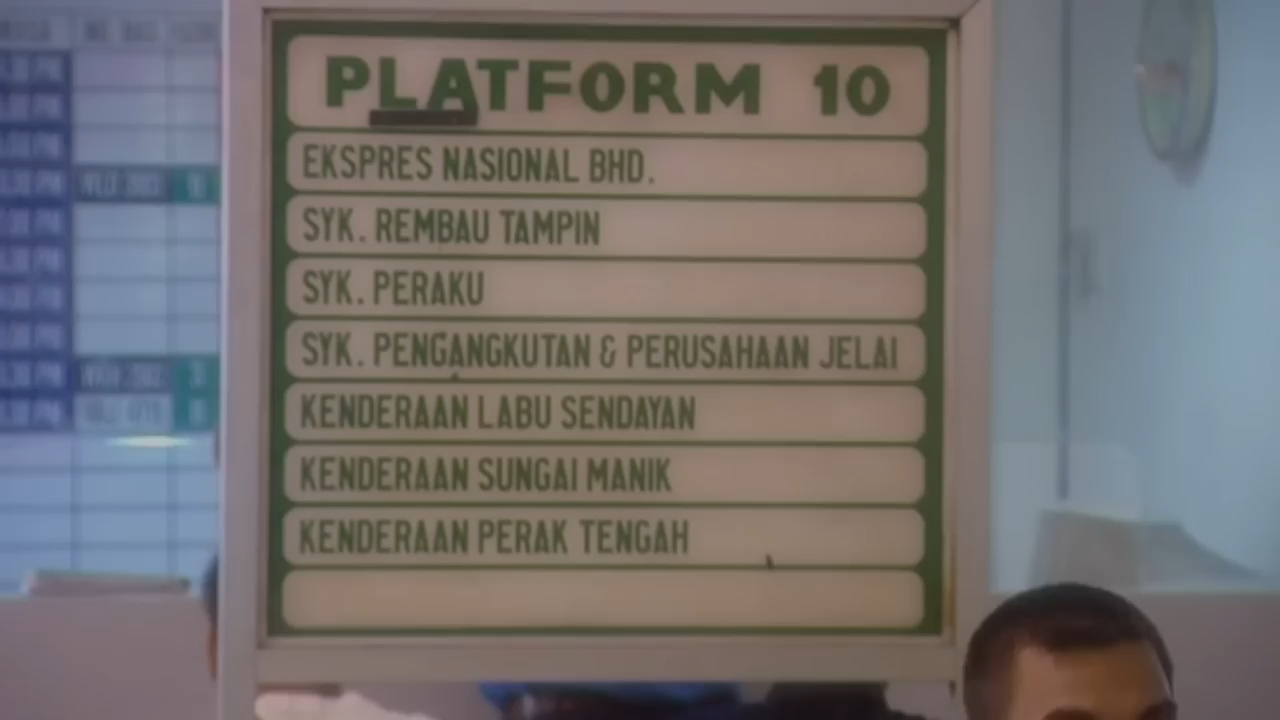 PLATFORM 10
EKSPRES NASIONAL BHD.
SYK. REMBAU TAMPIN
SYK. PERAKU
SYK. PENGANGKUTAN & PERUSAHAAN JELAI
KENDERAAN LABU SENDAYAN
KENDERAAN SUNGAI MANIK
KENDERAAN PERAK TENGAH